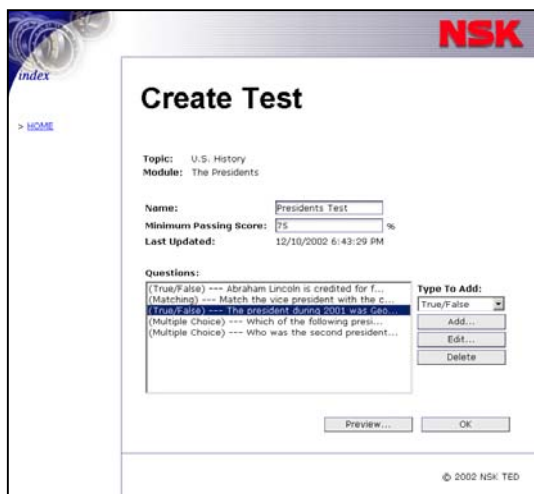 NSK
index
> HOME
Create Test
Topic: U.S. History
Module: The Presidents
Name: Presidents Test
Minimum Passing Score: 75 %
Last Updated: 12/10/2002 6:43:29 PM
Questions:
(True/False) --- Abraham Lincoln is credited for f...
(Matching) --- Match the vice president with the c...
(True/False) --- The president during 2001 was Geo...
(Multiple Choice) --- Which of the following presi...
(Multiple Choice) --- Who was the second president...
Type To Add:
True/False
Add...
Edit...
Delete
Preview... OK
© 2002 NSK TED